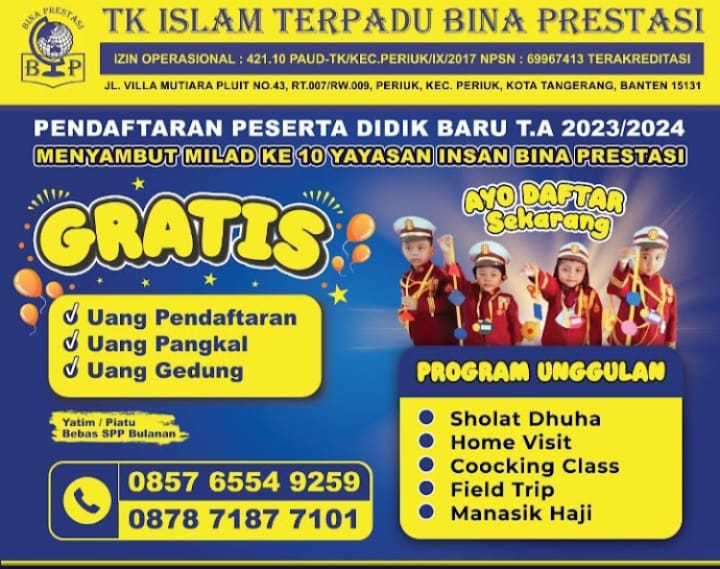 BINA PRESTASI
B P
TK ISLAM TERPADU BINA PRESTASI
IZIN OPERASIONAL : 421.10 PAUD-TK/KEC.PERIUK/IX/2017 NPSN : 69967413 TERAKREDITASI
JL. VILLA MUTIARA PLUIT NO.43, RT.007/RW.009, PERIUK, KEC. PERIUK, KOTA TANGERANG, BANTEN 15131
PENDAFTARAN PESERTA DIDIK BARU T.A 2023/2024
MENYAMBUT MILAD KE 10 YAYASAN INSAN BINA PRESTASI
GRATIS
Uang Pendaftaran
Uang Pangkal
Uang Gedung
Yatim / Piatu
Bebas SPP Bulanan
0857 6554 9259
0878 7187 7101
AYO DAFTAR
Sekarang
PROGRAM UNGGULAN
Sholat Dhuha
Home Visit
Coocking Class
Field Trip
Manasik Haji